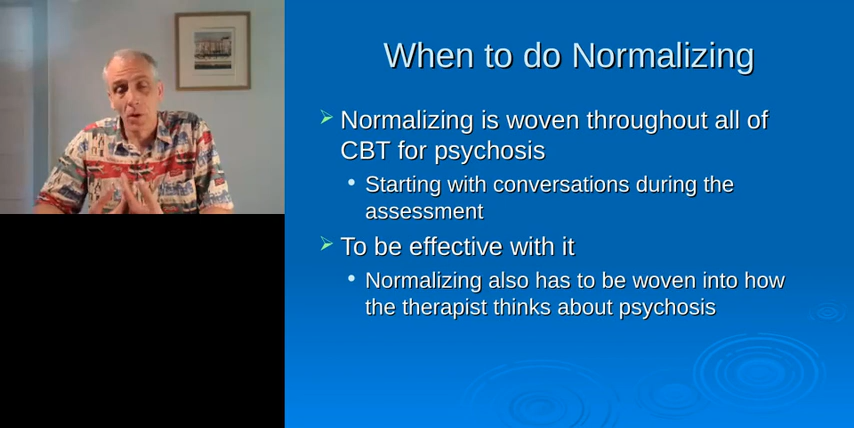 When to do Normalizing
Normalizing is woven throughout all of
CBT for psychosis
Starting with conversations during the
assessment
To be effective with it
Normalizing also has to be woven into how
the therapist thinks about psychosis